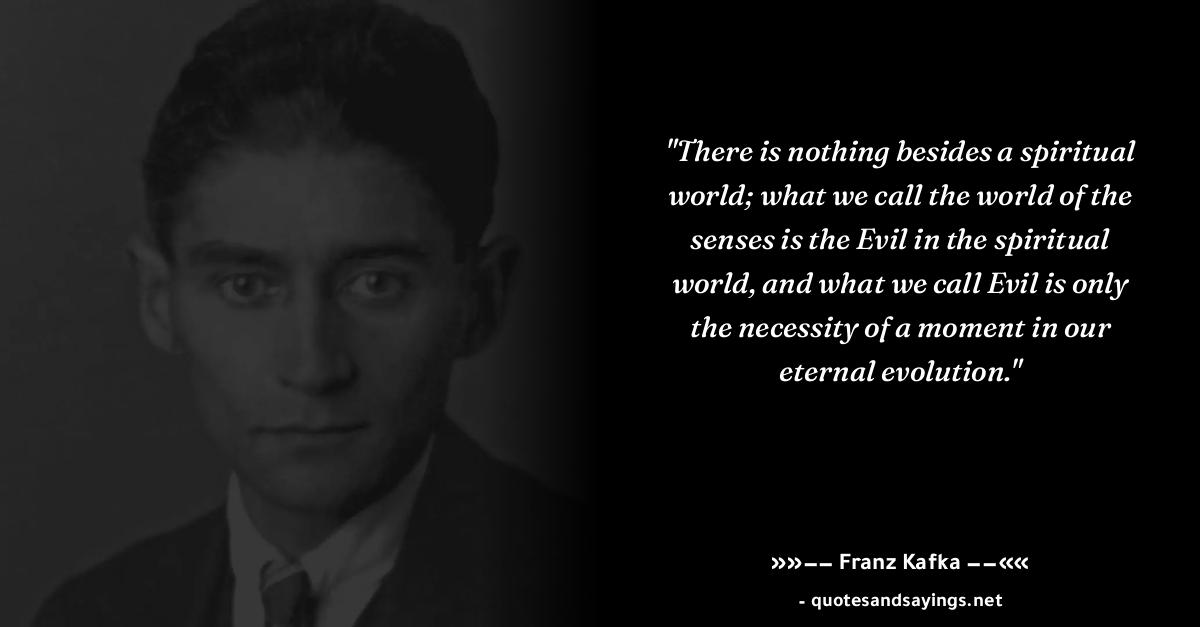 "There is nothing besides a spiritual
world; what we call the world of the
senses is the Evil in the spiritual
world, and what we call Evil is only
the necessity of a moment in our
eternal evolution."
»»−− Franz Kafka −−««
- quotesandsayings.net